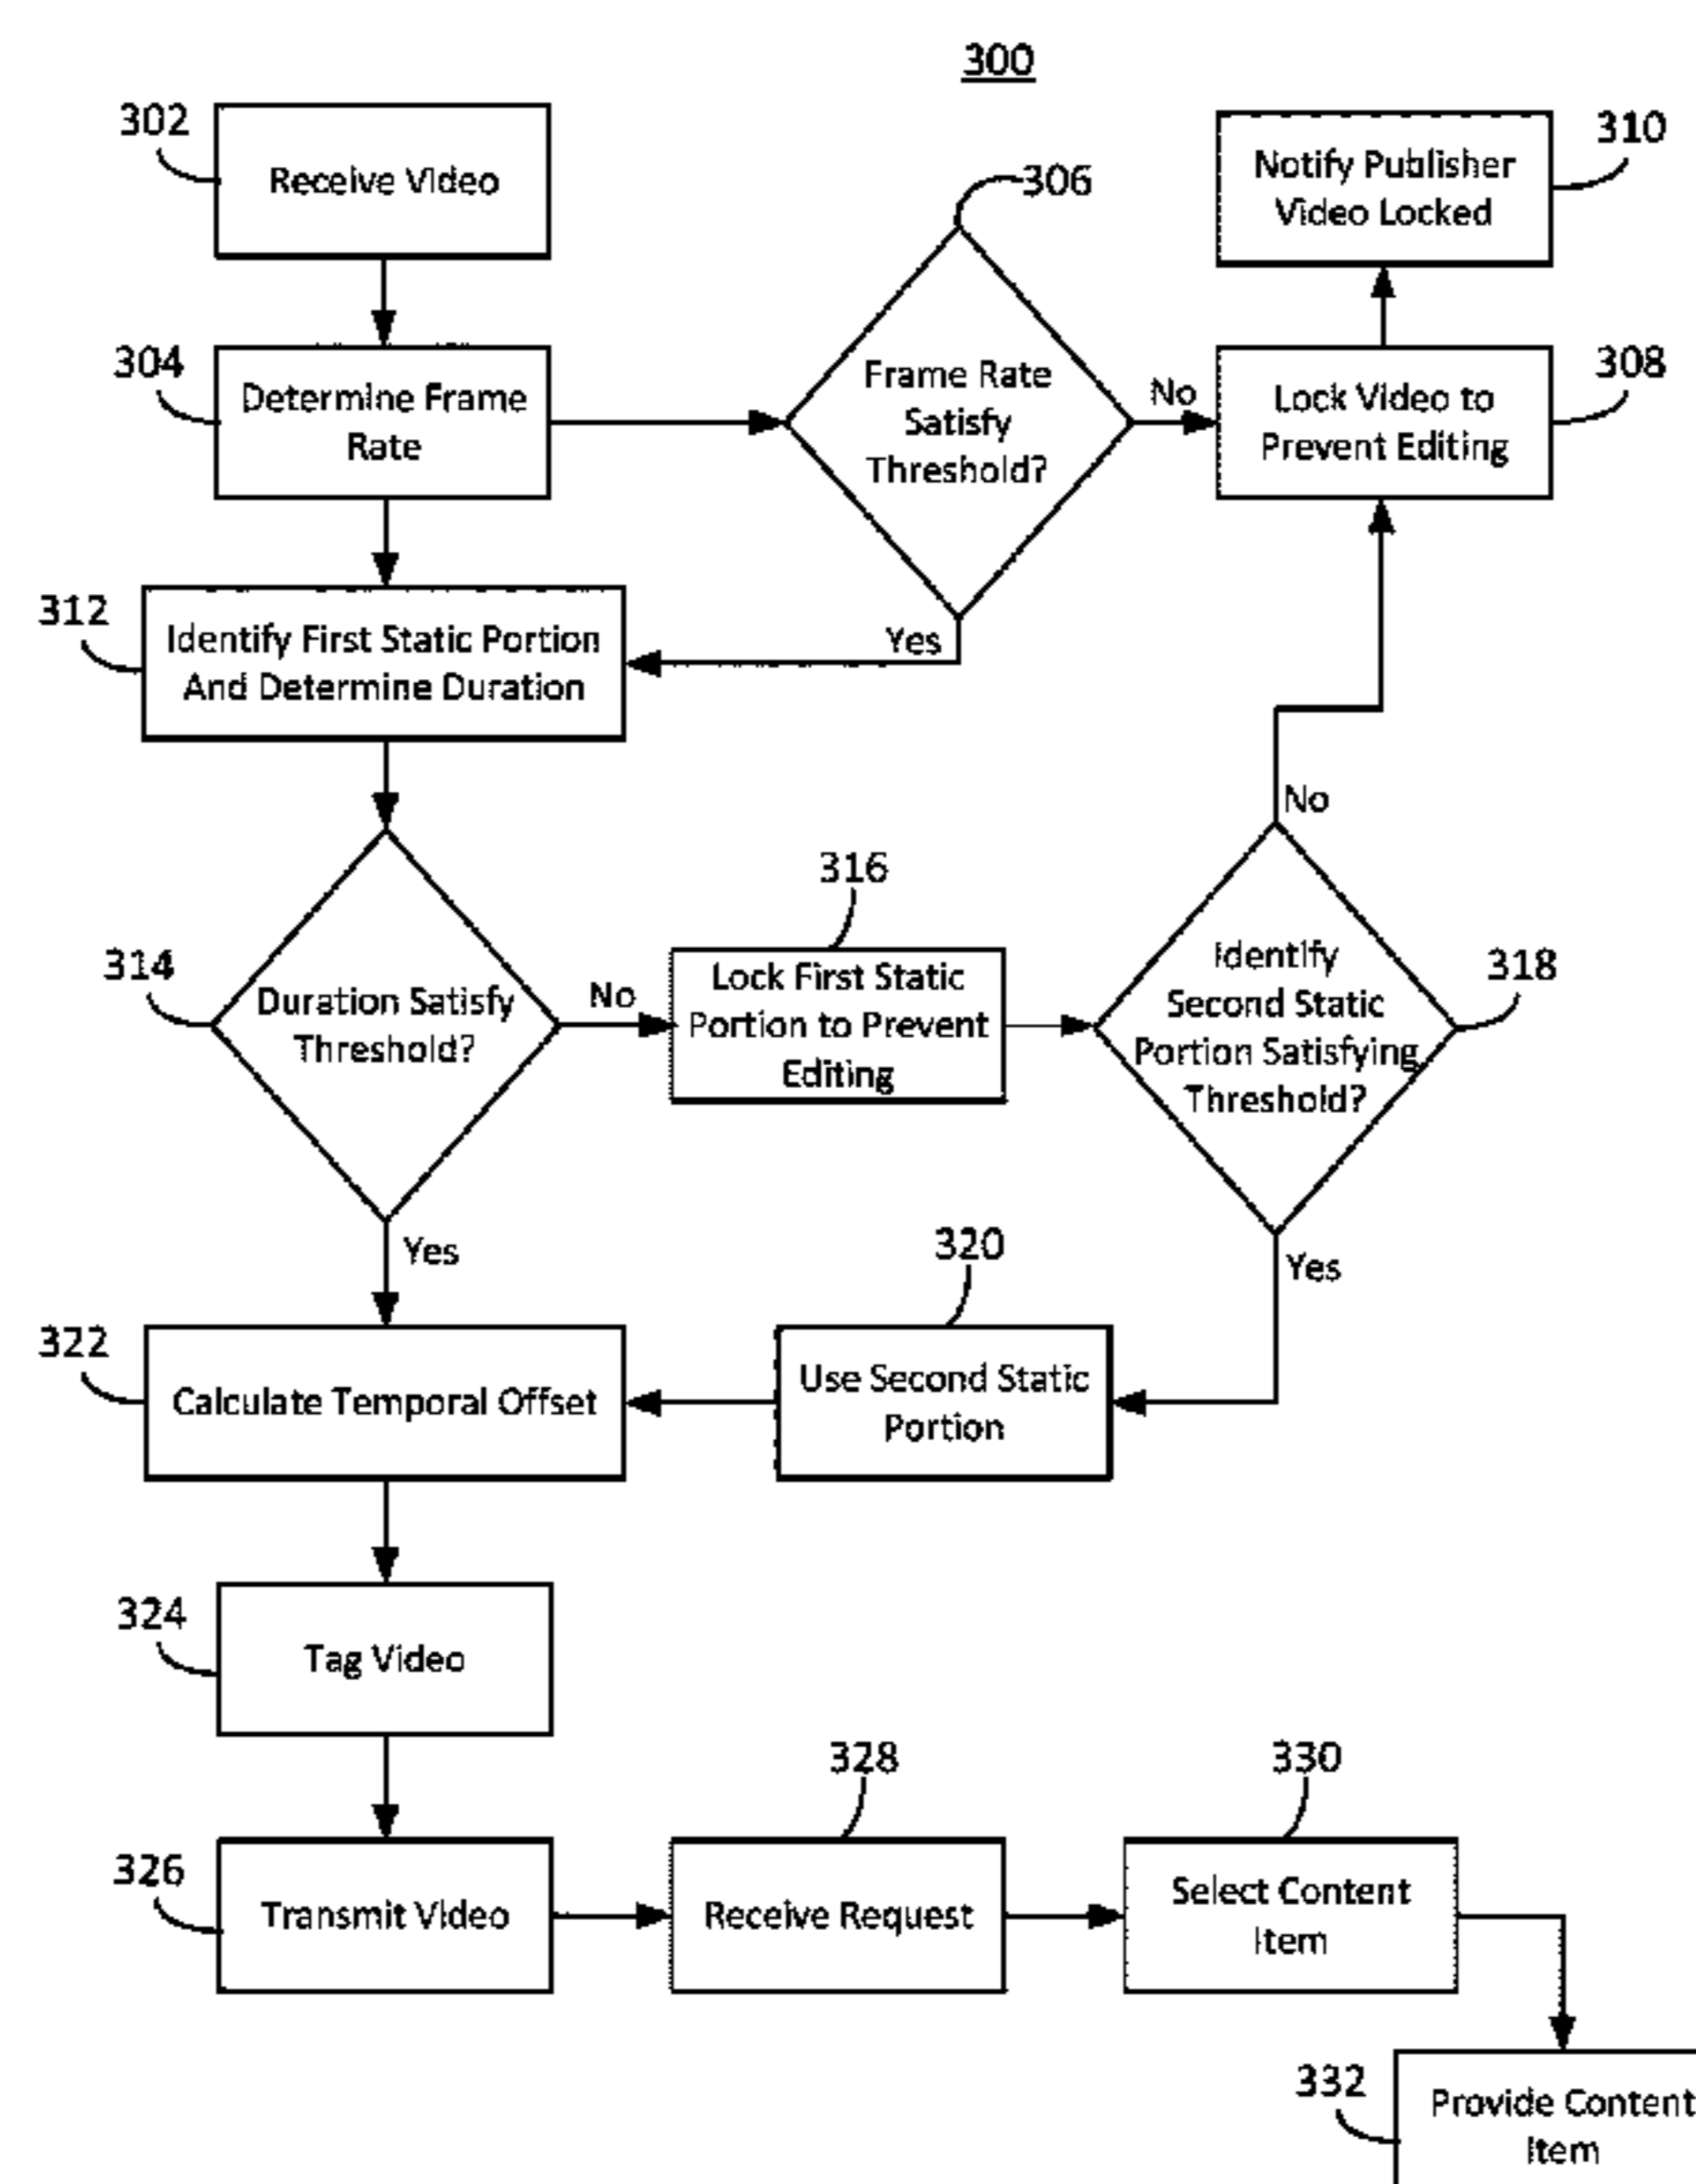 300
302
Receive Video
310
Notify Publisher
Video Locked
306
304
Determine Frame
Rate
Frame Rate
Satisfy
Threshold?
No
308
Lock Video to
Prevent Editing
312
Identify First Static Portion
And Determine Duration
Yes
No
314
Duration Satisfy
Threshold?
No
316
Lock First Static
Portion to Prevent
Editing
318
Identify
Second Static
Portion Satisfying
Threshold?
Yes
Yes
320
Use Second Static
Portion
322
Calculate Temporal Offset
324
Tag Video
326
Transmit Video
328
Receive Request
330
Select Content
Item
332
Provide Content
Item